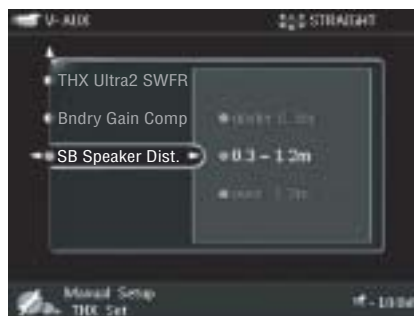 V-AUX
STRAIGHT
THX Ultra2 SWFR
Bndry Gain Comp
SB Speaker Dist.
0.3 - 1.2m
Manual Setup
THX Set